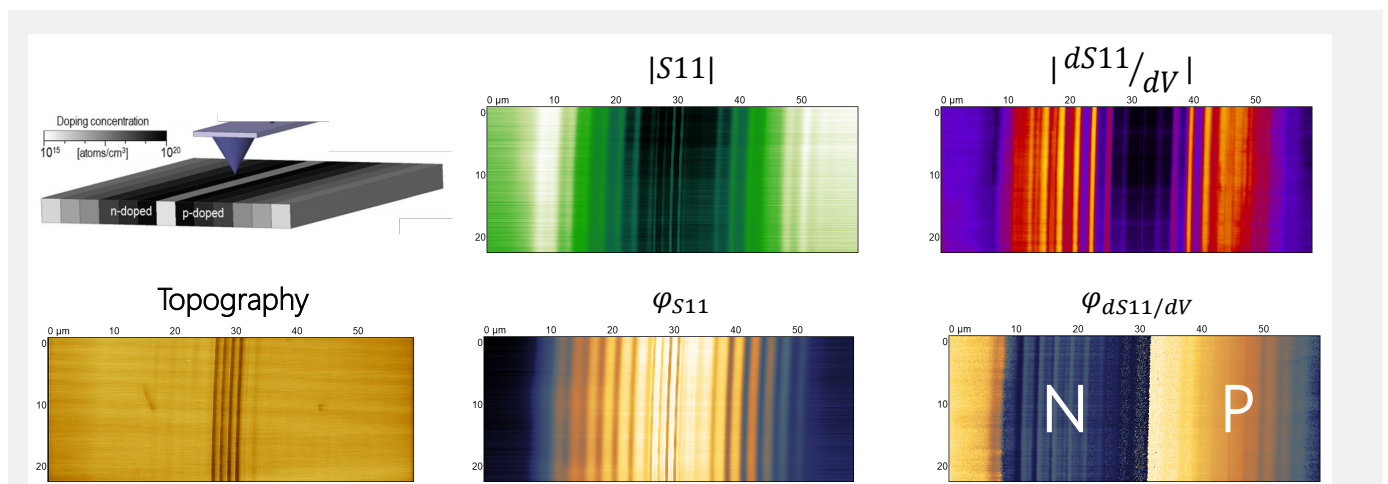 |S11|
|dS11/dV|
Doping concentration
10¹⁵ [atoms/cm³] 10²⁰
n-doped p-doped
0 µm 10 20 30 40 50
0
10
20
0 µm 10 20 30 40 50
0
10
20
Topography
φS11
φdS11/dV
0 µm 10 20 30 40 50
0
10
20
0 µm 10 20 30 40 50
0
10
20
0 µm 10 20 30 40 50
0
10
20
N P